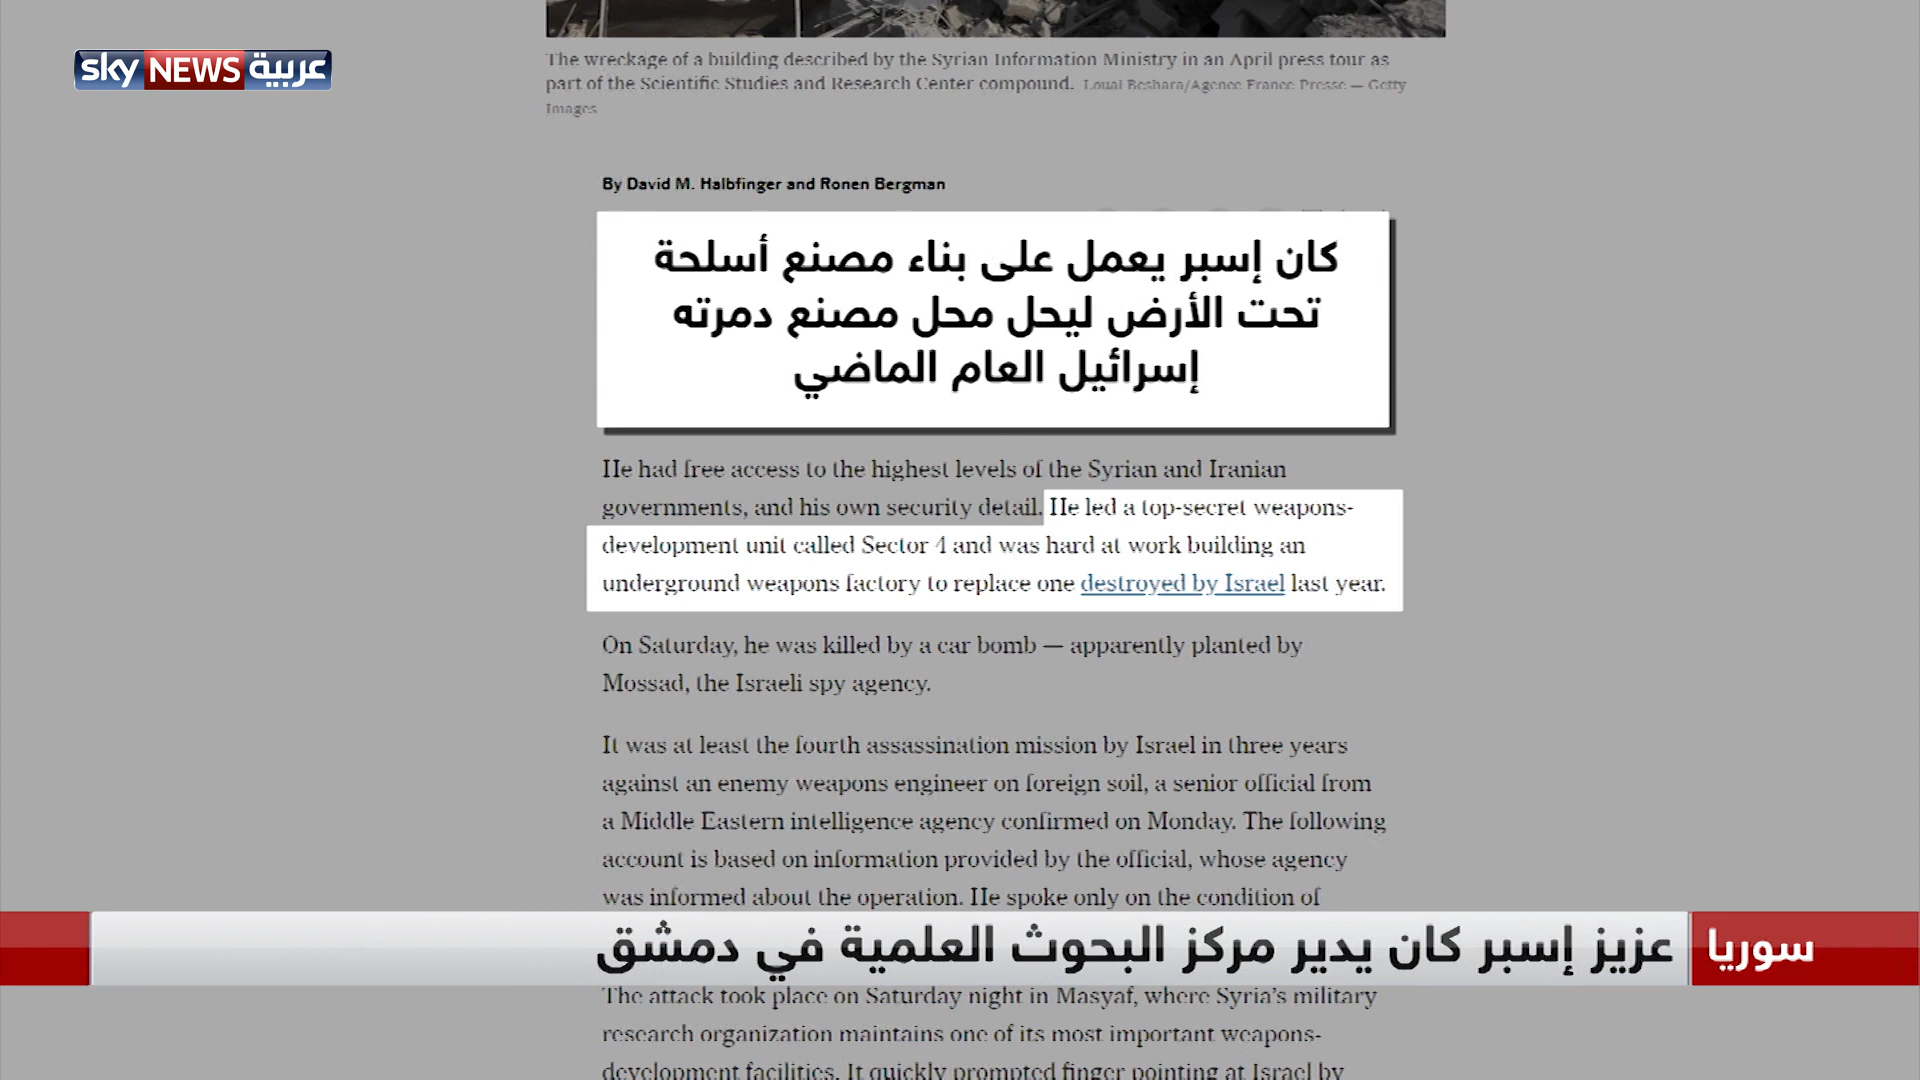 sky NEWS عربية
The wreckage of a building described by the Syrian Information Ministry in an April press tour as
part of the Scientific Studies and Research Center compound. Louai Beshara/Agence France-Presse — Getty
Images
By David M. Halbfinger and Ronen Bergman
كان إسبر يعمل على بناء مصنع أسلحة
تحت الأرض ليحل محل مصنع دمرته
إسرائيل العام الماضي
He had free access to the highest levels of the Syrian and Iranian
governments, and his own security detail. He led a top-secret weapons-
development unit called Sector 4 and was hard at work building an
underground weapons factory to replace one destroyed by Israel last year.
On Saturday, he was killed by a car bomb — apparently planted by
Mossad, the Israeli spy agency.
It was at least the fourth assassination mission by Israel in three years
against an enemy weapons engineer on foreign soil, a senior official from
a Middle Eastern intelligence agency confirmed on Monday. The following
account is based on information provided by the official, whose agency
was informed about the operation. He spoke only on the condition of
سوريا
عزيز إسبر كان يدير مركز البحوث العلمية في دمشق
The attack took place on Saturday night in Masyaf, where Syria's military
research organization maintains one of its most important weapons-
development facilities. It quickly prompted finger pointing at Israel by